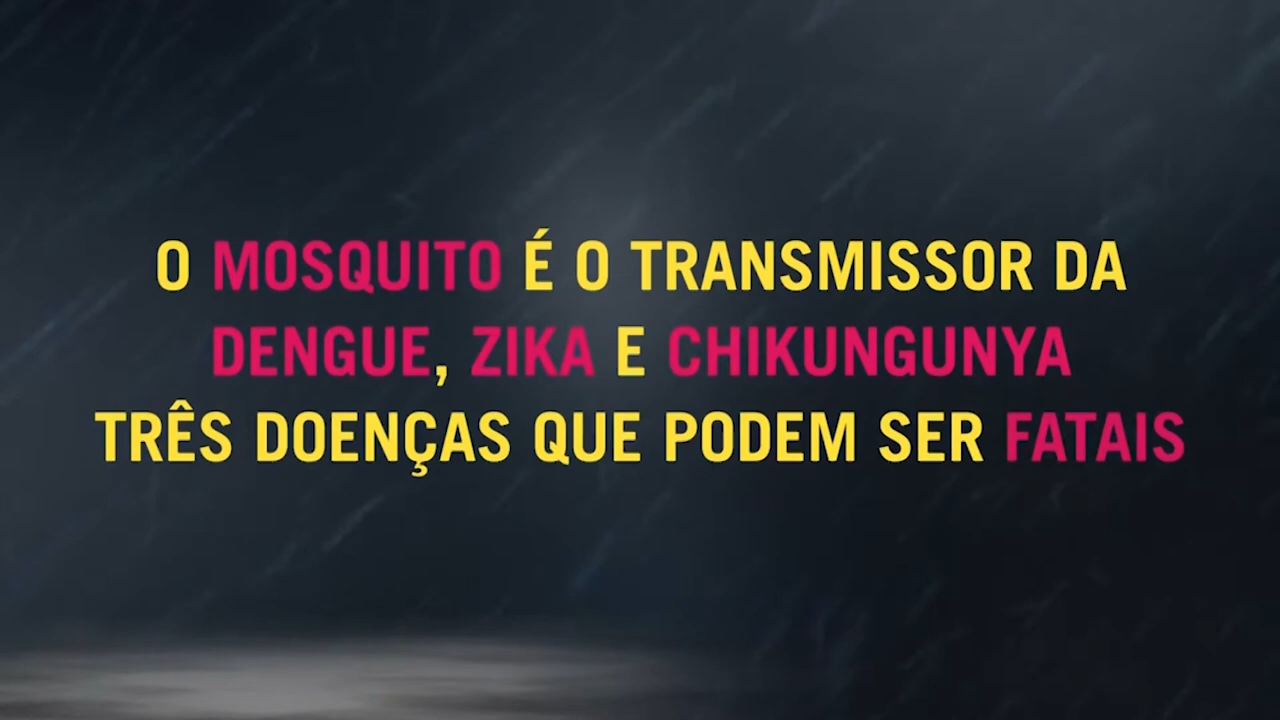 O MOSQUITO É O TRANSMISSOR DA
DENGUE, ZIKA E CHIKUNGUNYA
TRÊS DOENÇAS QUE PODEM SER FATAIS